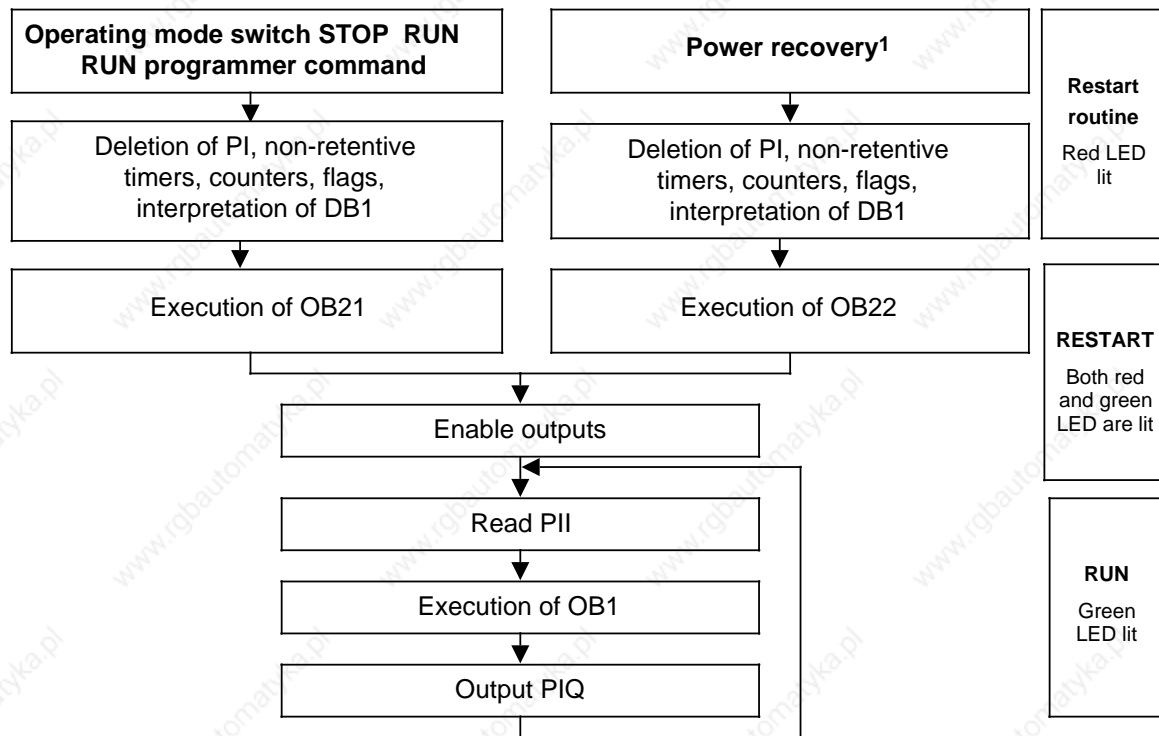 Operating mode switch STOP RUN
RUN programmer command
Power recovery1
Restart
routine
Red LED
lit
Deletion of PI, non-retentive
timers, counters, flags,
interpretation of DB1
Deletion of PI, non-retentive
timers, counters, flags,
interpretation of DB1
Execution of OB21
Execution of OB22
RESTART
Both red
and green
LED are lit
Enable outputs
Read PII
Execution of OB1
Output PIQ
RUN
Green
LED lit
www.rgbautomatyka.pl